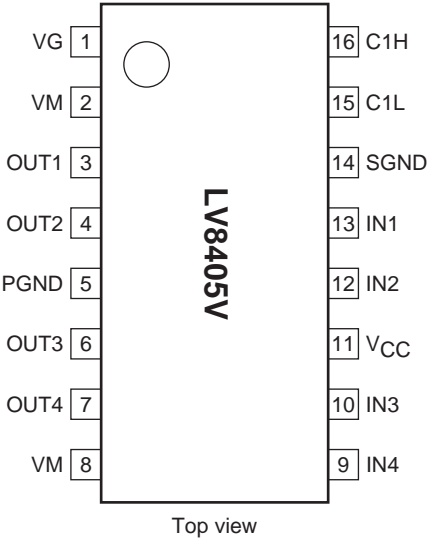 VG 1 16 C1H
VM 2 15 C1L
OUT1 3 14 SGND
OUT2 4 13 IN1
PGND 5 12 IN2
OUT3 6 11 VCC
OUT4 7 10 IN3
VM 8 9 IN4
LV8405V
Top view